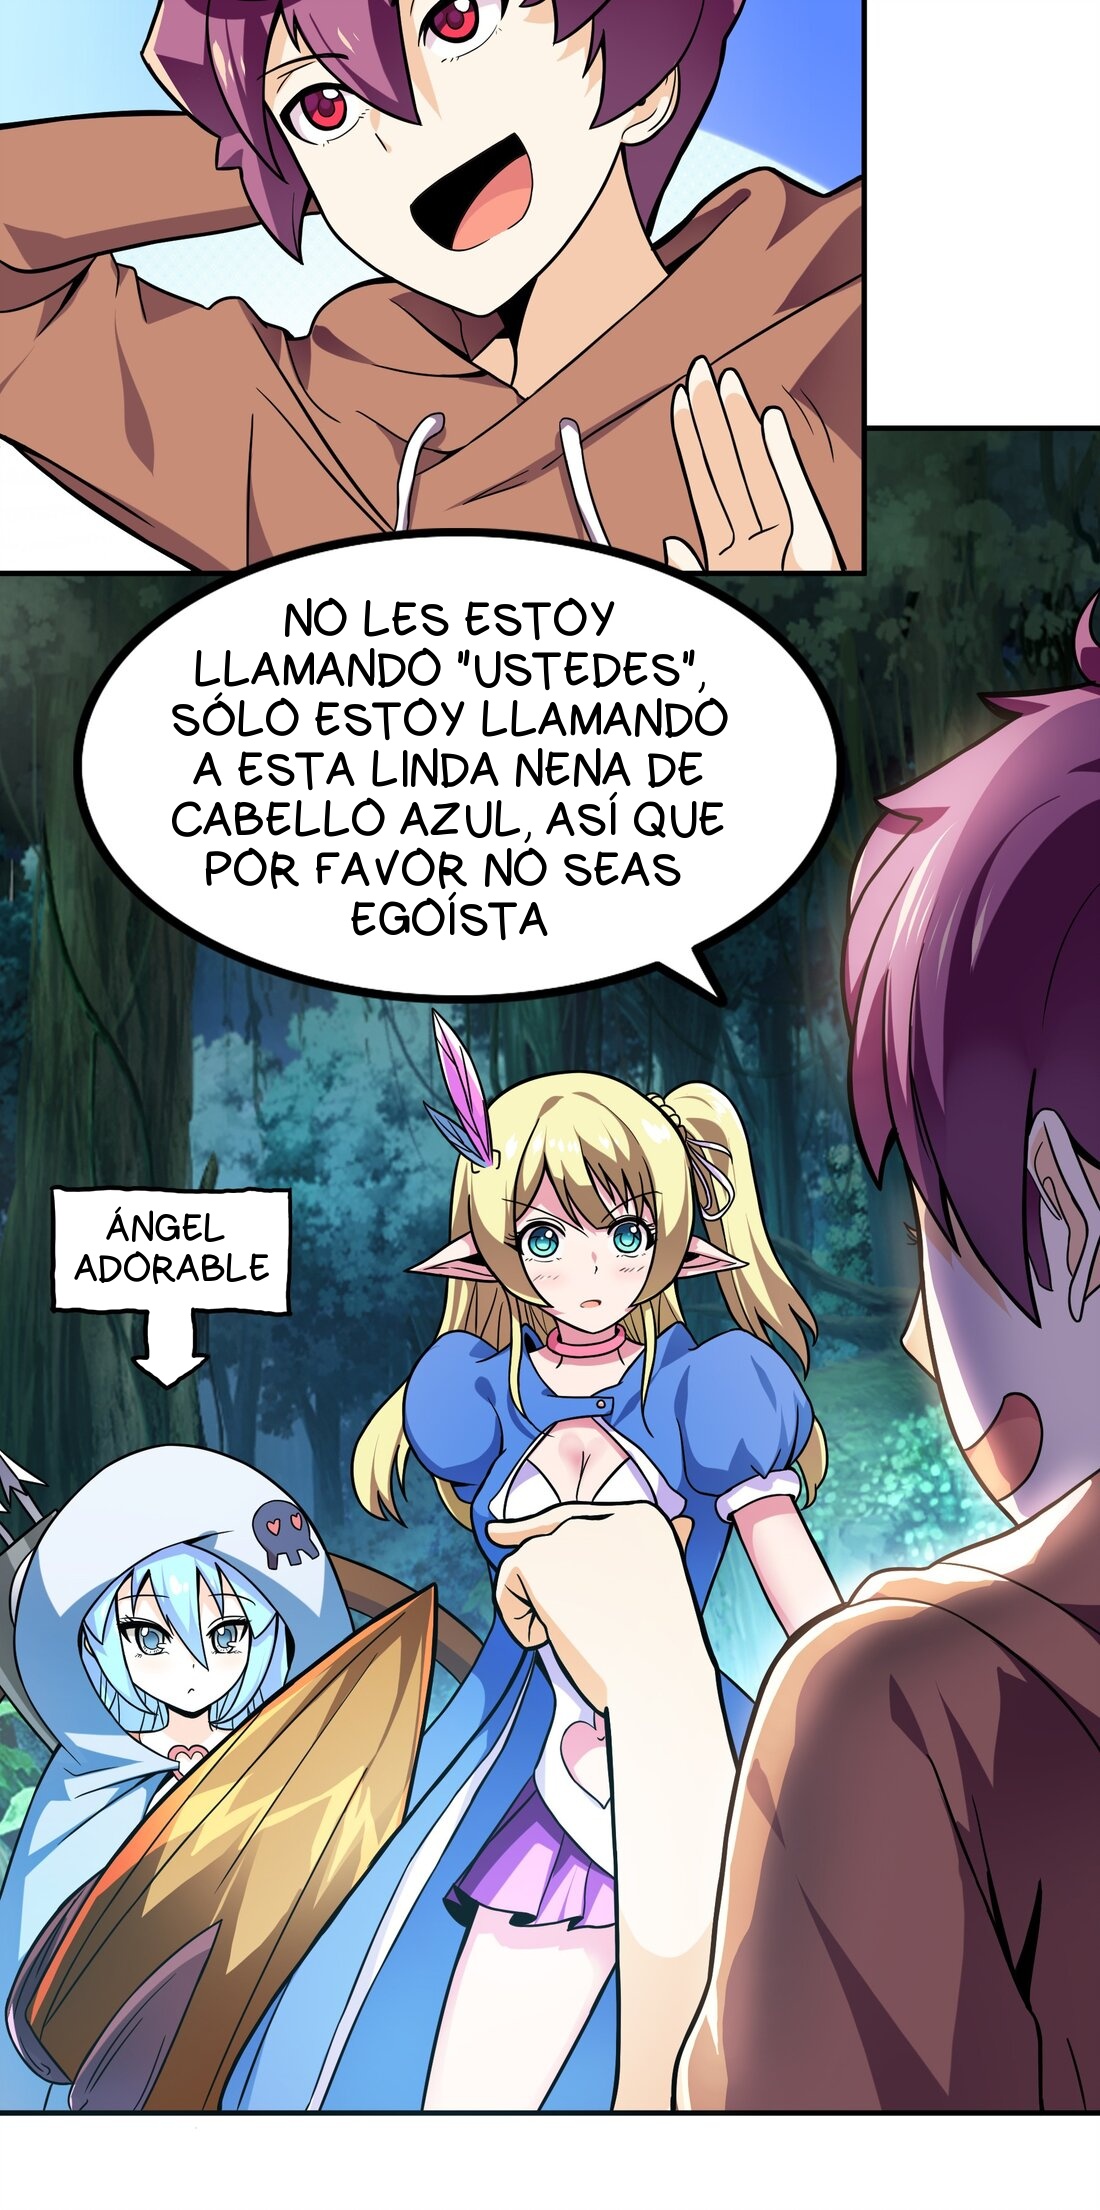 NO LES ESTOY
LLAMANDO "USTEDES",
SÓLO ESTOY LLAMANDO
A ESTA LINDA NENA DE
CABELLO AZUL, ASÍ QUE
POR FAVOR NO SEAS
EGOÍSTA
ÁNGEL
ADORABLE